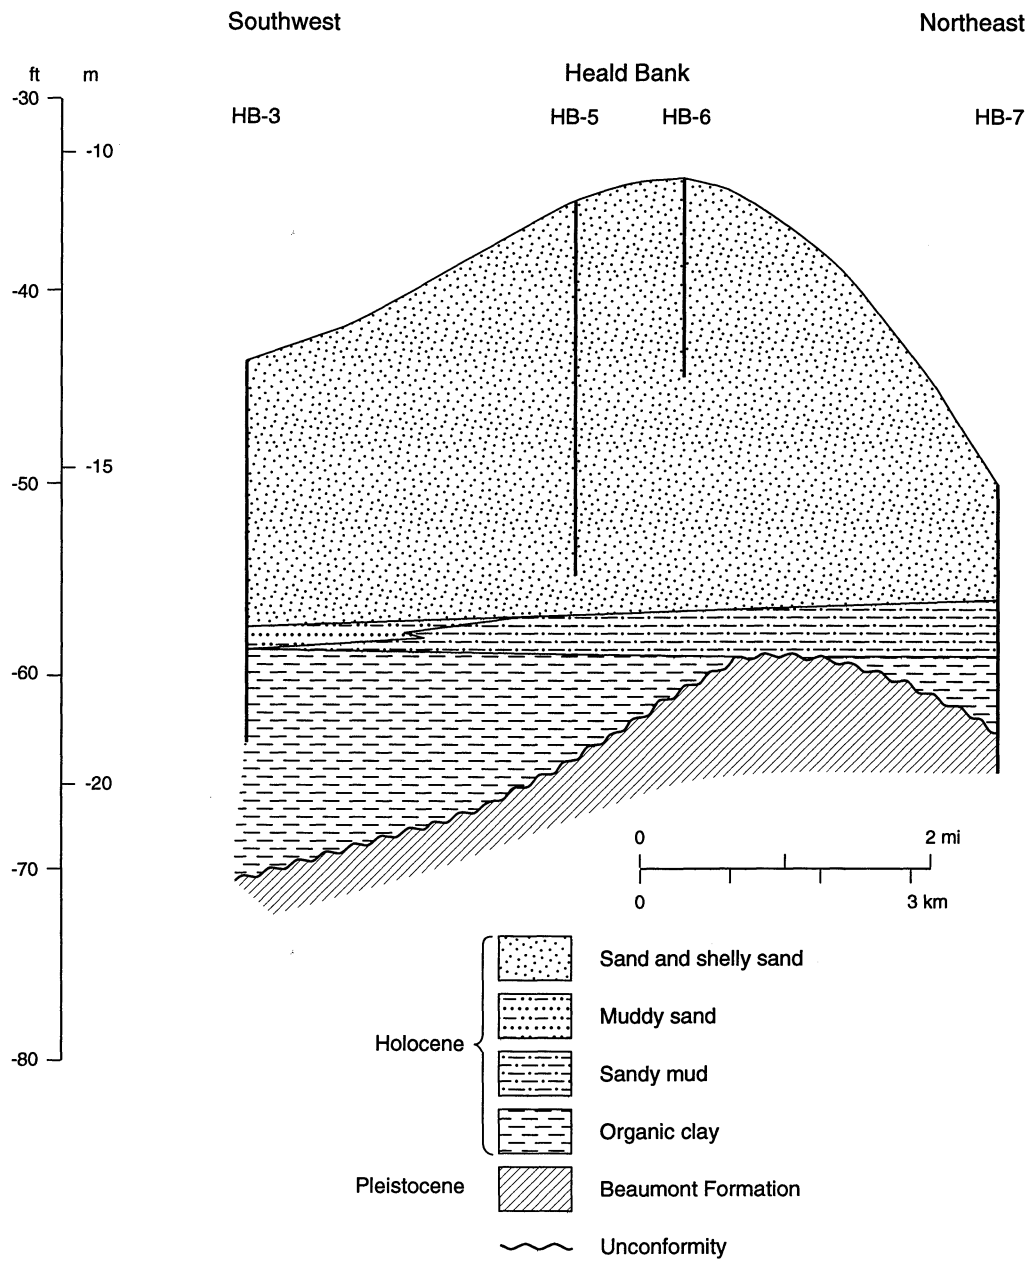 Southwest Northeast
Heald Bank
ft m
-30
HB-3 HB-5 HB-6 HB-7
-10
-40
-15
-50
-60
-20
0 2 mi
-70
0 3 km
Sand and shelly sand
Muddy sand
Holocene
-80
Sandy mud
Organic clay
Pleistocene Beaumont Formation
Unconformity